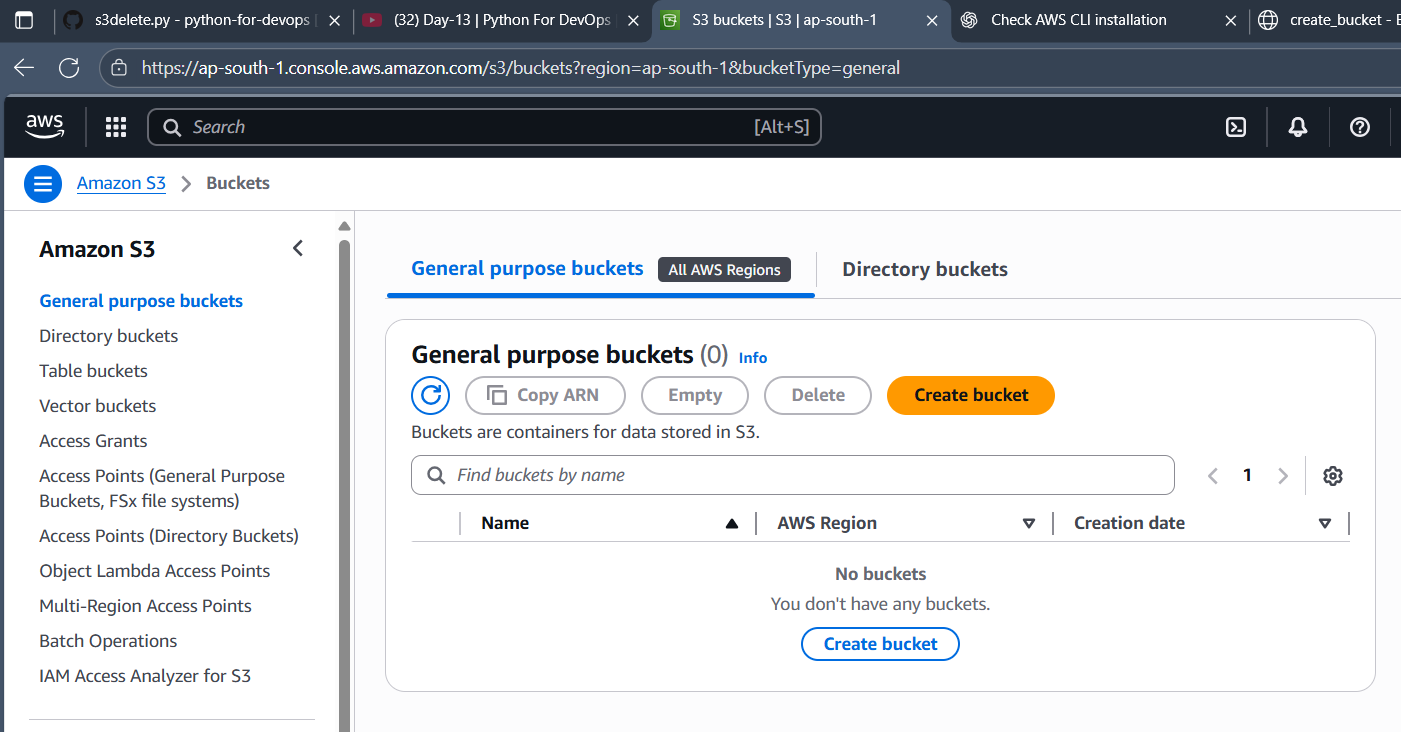 s3delete.py - python-for-devops
(32) Day-13 | Python For DevOps
S3 buckets | S3 | ap-south-1
Check AWS CLI installation
create_bucket -
https://ap-south-1.console.aws.amazon.com/s3/buckets?region=ap-south-1&bucketType=general
aws
Search
[Alt+S]
Amazon S3
Buckets
Amazon S3
General purpose buckets
Directory buckets
Table buckets
Vector buckets
Access Grants
Access Points (General Purpose
Buckets, FSx file systems)
Access Points (Directory Buckets)
Object Lambda Access Points
Multi-Region Access Points
Batch Operations
IAM Access Analyzer for S3
General purpose buckets
All AWS Regions
Directory buckets
General purpose buckets (0) Info
Copy ARN
Empty
Delete
Create bucket
Buckets are containers for data stored in S3.
Find buckets by name
1
Name
AWS Region
Creation date
No buckets
You don't have any buckets.
Create bucket